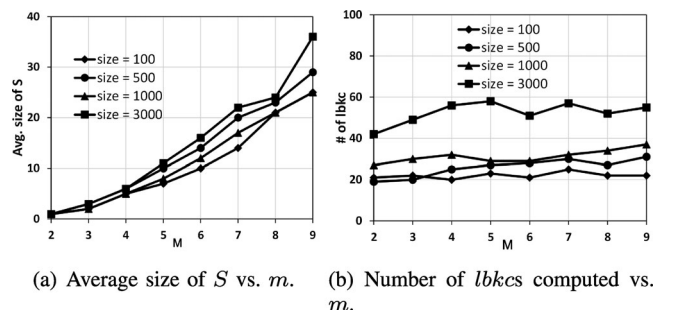 40
30
20
10
0
Avg. size of S
size = 100
size = 500
size = 1000
size = 3000
2 3 4 5 6 7 8 9
M
(a) Average size of S vs. m.
100
80
60
40
20
0
# of lbkc
size = 100
size = 500
size = 1000
size = 3000
2 3 4 5 6 7 8 9
M
(b) Number of lbkcs computed vs.
m.